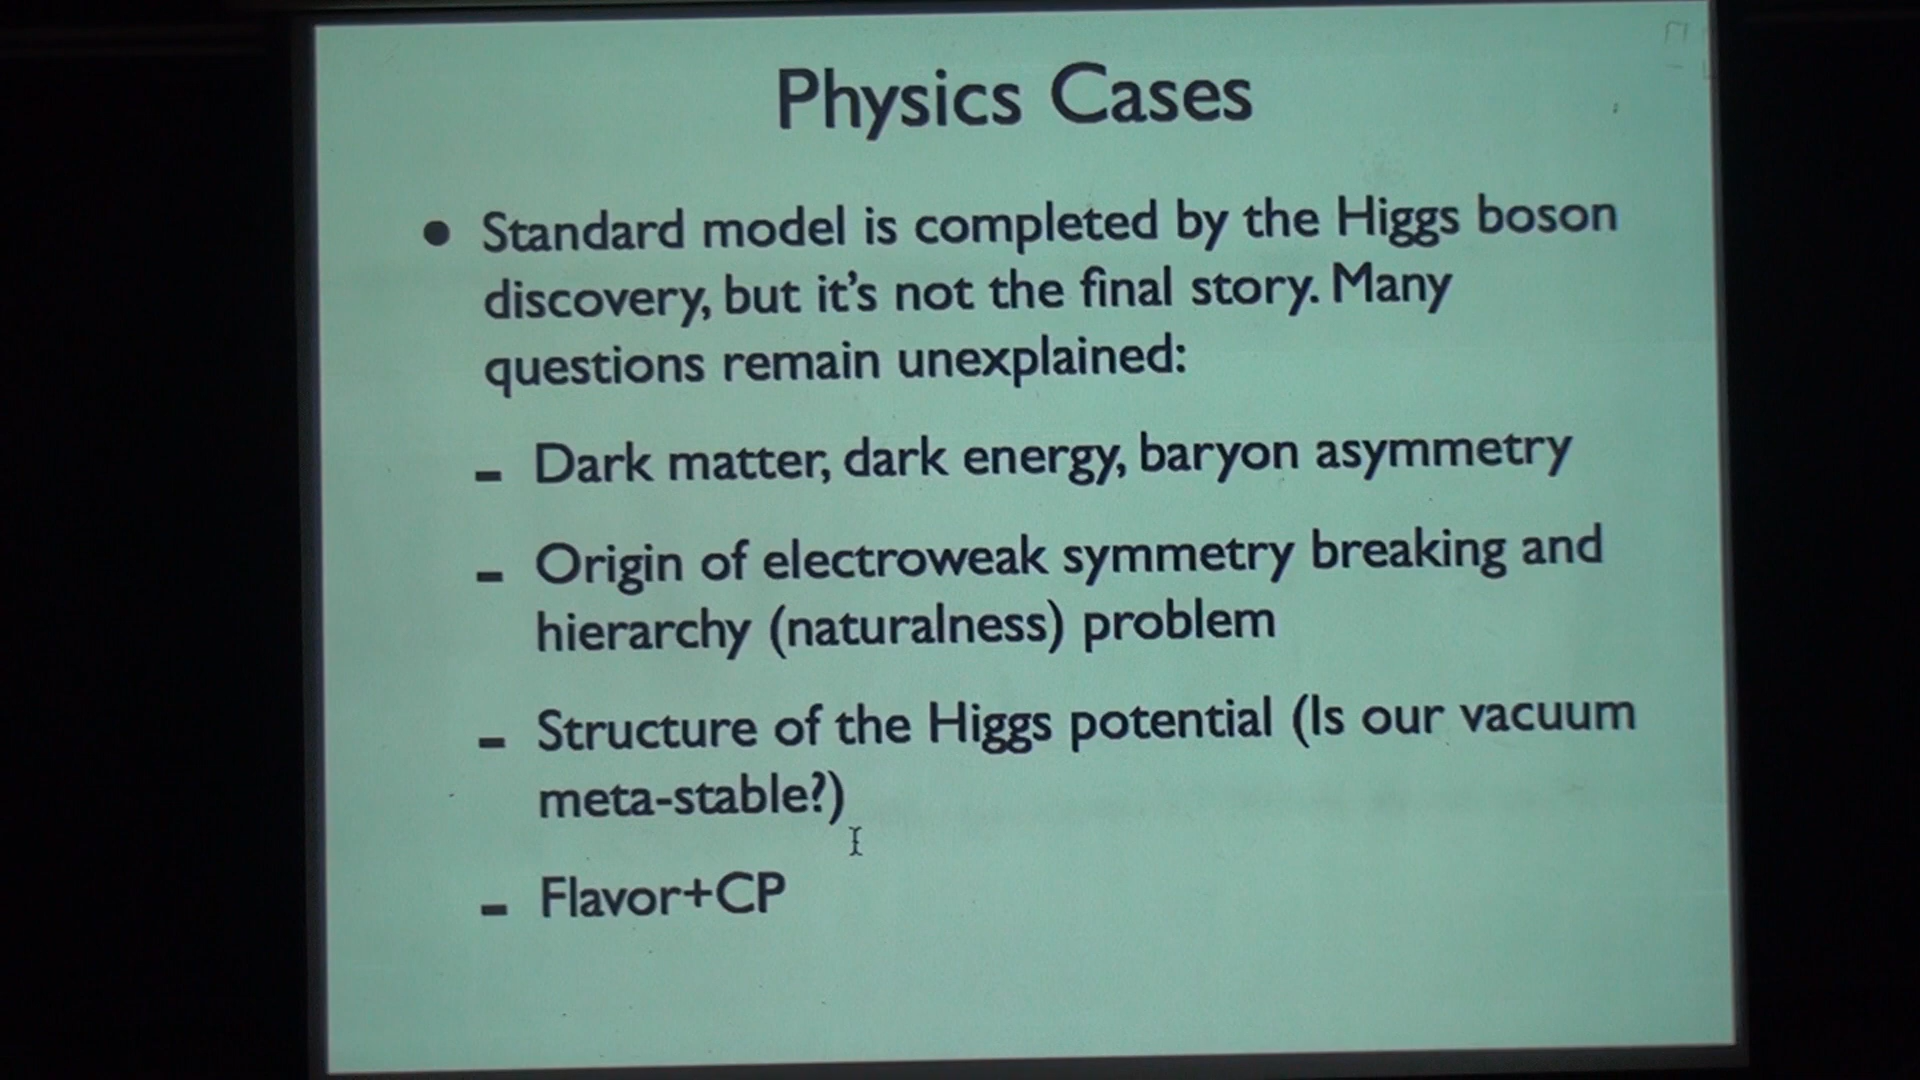 Physics Cases
• Standard model is completed by the Higgs boson
discovery, but it's not the final story. Many
questions remain unexplained:
- Dark matter, dark energy, baryon asymmetry
- Origin of electroweak symmetry breaking and
hierarchy (naturalness) problem
- Structure of the Higgs potential (Is our vacuum
meta-stable?)
- Flavor+CP